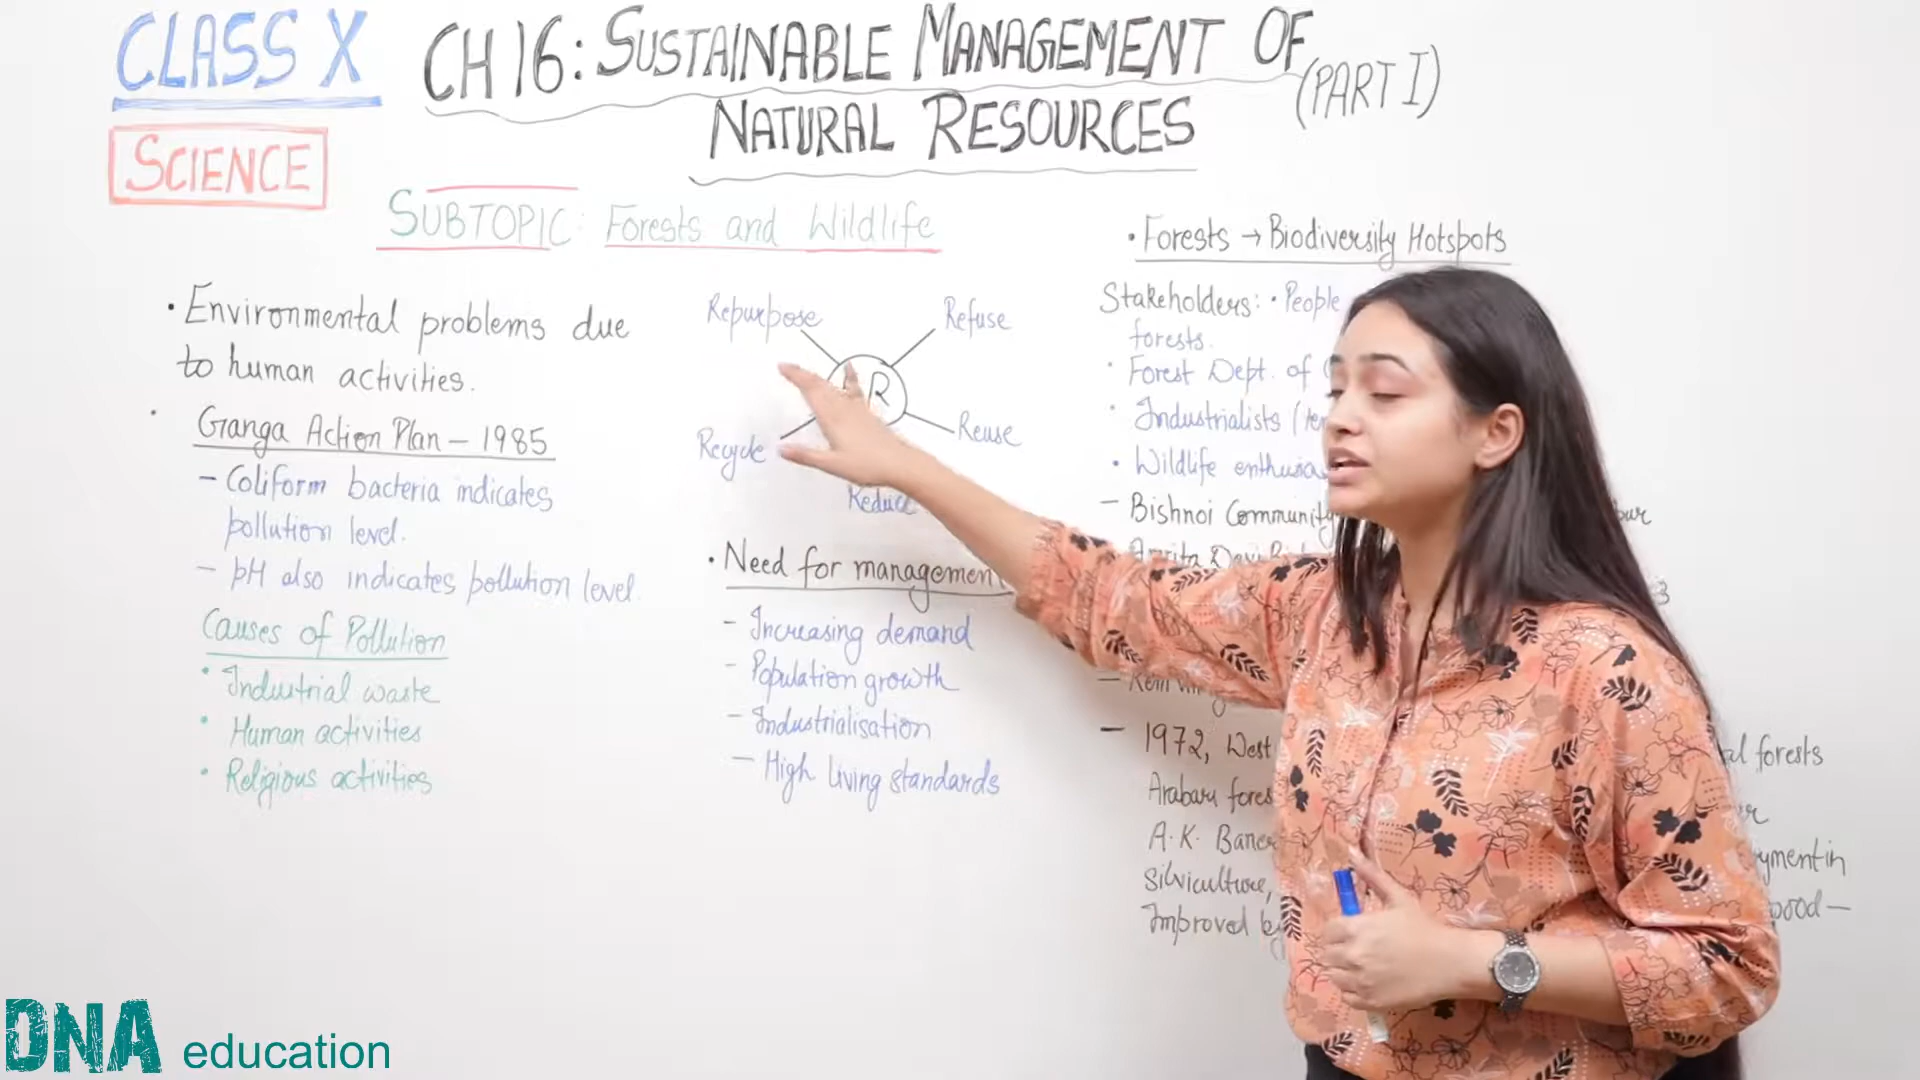 CLASS X
CH 16: SUSTAINABLE MANAGEMENT OF
NATURAL RESOURCES
(PART I)
SCIENCE
SUBTOPIC: Forests and Wildlife
• Environmental problems due
to human activities.
• Ganga Action Plan – 1985
– Coliform bacteria indicates
pollution level.
– pH also indicates pollution level.
Causes of Pollution
• Industrial waste
• Human activities
• Religious activities
Repurpose
Refuse
R
Recycle
Reuse
Reduce
• Need for management
– Increasing demand
– Population growth
– Industrialisation
– High living standards
• Forests → Biodiversity Hotspots
Stakeholders: • People
forests.
• Forest Dept. of
• Industrialists
• Wildlife
– Bishnoi Community
– Amrita Devi
– 1972, West
forests
Arabari
A.K.
Silviculture,
Improved
DNA education